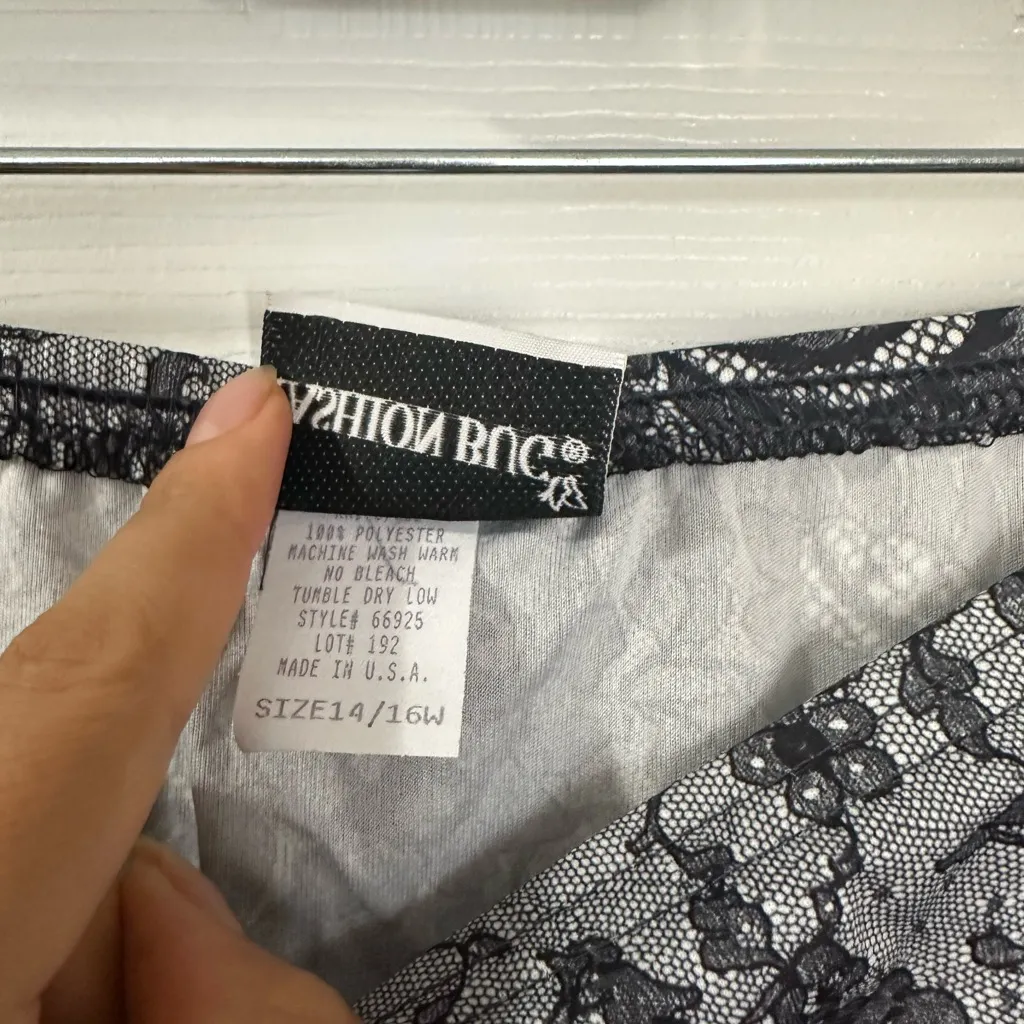 FASHION BUG®
100% POLYESTER
MACHINE WASH WARM
NO BLEACH
TUMBLE DRY LOW
STYLE# 66925
LOT# 192
MADE IN U.S.A.
SIZE14/16W